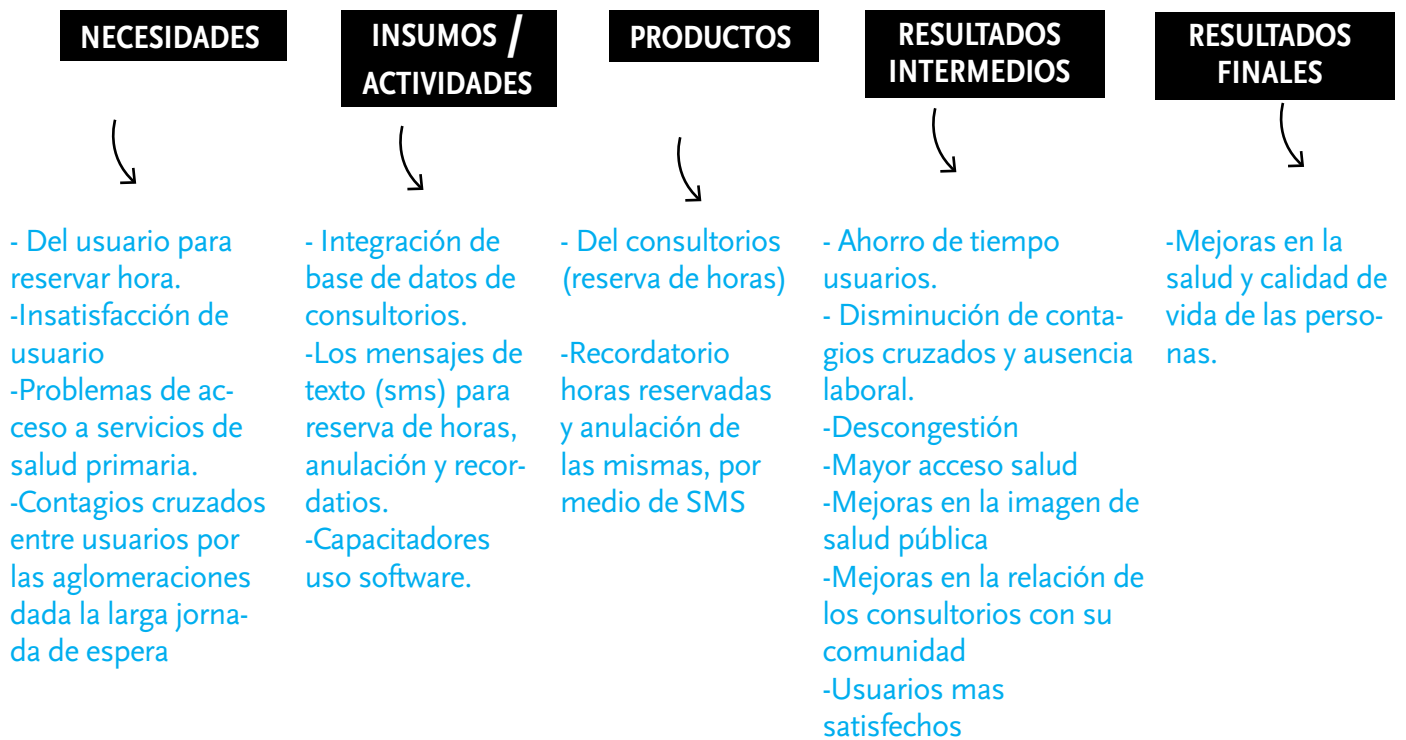 NECESIDADES
- Del usuario para
reservar hora.
-Insatisfacción de
usuario
-Problemas de ac-
ceso a servicios de
salud primaria.
-Contagios cruzados
entre usuarios por
las aglomeraciones
dada la larga jorna-
da de espera
INSUMOS /
ACTIVIDADES
- Integración de
base de datos de
consultorios.
-Los mensajes de
texto (sms) para
reserva de horas,
anulación y recor-
datios.
-Capacitadores
uso software.
PRODUCTOS
- Del consultorios
(reserva de horas)
-Recordatorio
horas reservadas
y anulación de
las mismas, por
medio de SMS
RESULTADOS
INTERMEDIOS
- Ahorro de tiempo
usuarios.
- Disminución de conta-
gios cruzados y ausencia
laboral.
-Descongestión
-Mayor acceso salud
-Mejoras en la imagen de
salud pública
-Mejoras en la relación de
los consultorios con su
comunidad
-Usuarios mas
satisfechos
RESULTADOS
FINALES
-Mejoras en la
salud y calidad de
vida de las perso-
nas.